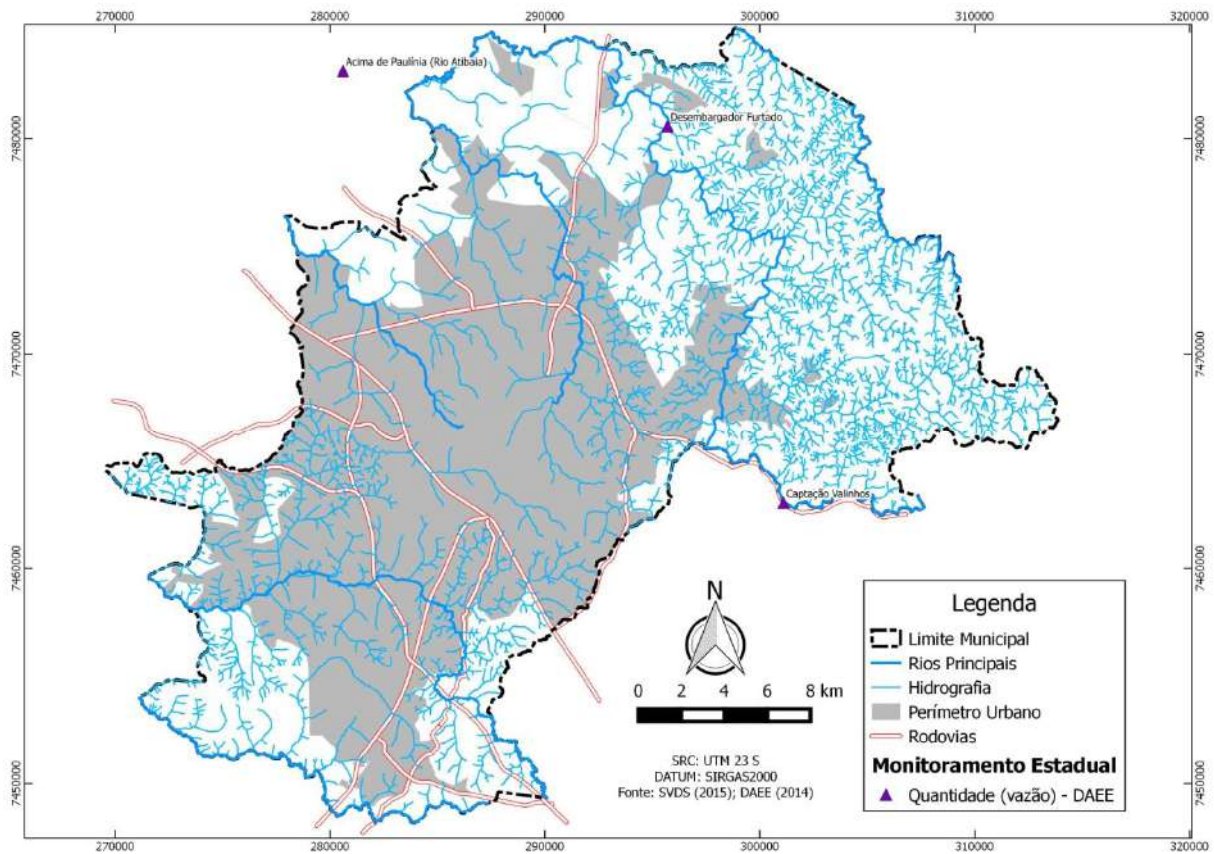 270000 280000 290000 300000 310000 320000
Acima de Paulínia (Rio Atibaia)
Desembargador Furtado
7480000 7480000
7470000 7470000
Captação Valinhos
7460000 7460000
N
0 2 4 6 8 km
SRC: UTM 23 S
DATUM: SIRGAS2000
Fonte: SVDS (2015); DAEE (2014)
Legenda
Limite Municipal
Rios Principais
Hidrografia
Perímetro Urbano
Rodovias
Monitoramento Estadual
Quantidade (vazão) - DAEE
7450000 7450000
270000 280000 290000 300000 310000 320000